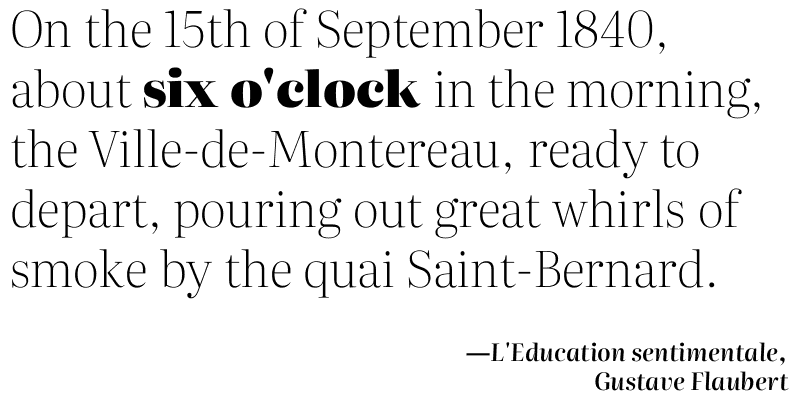 On the 15th of September 1840,
about six o'clock in the morning,
the Ville-de-Montereau, ready to
depart, pouring out great whirls of
smoke by the quai Saint-Bernard.
—L'Education sentimentale,
Gustave Flaubert